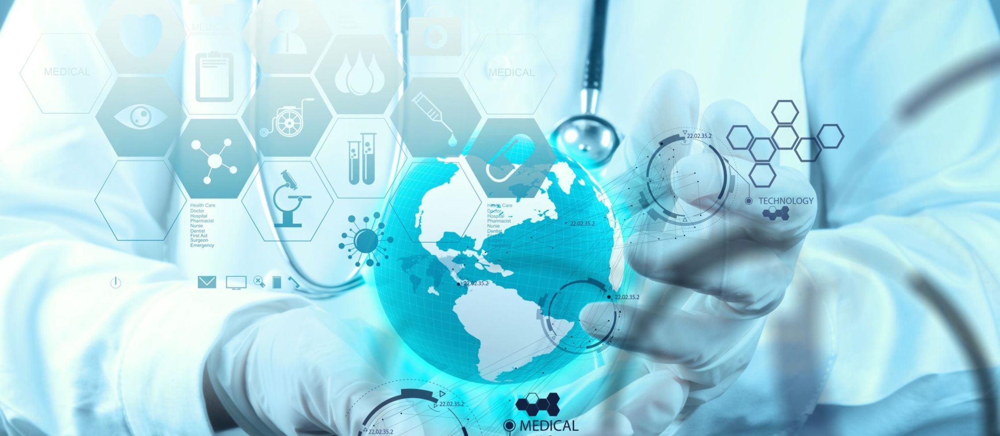 MEDICAL
MEDICAL
MEDICAL
22.02.35.2
TECHNOLOGY
Health Care
Doctor
Hospital
Pharmacist
Nurse
Dentist
First Aid
Surgeon
Emergency
Health Care
Doctor
Hospital
Pharmacist
Nurse
Dentist
First Aid
Surgeon
Emergency
22.02.35.2
22.02.35.2
22.02.35.2
22.02.35.2
22.02.35.2
MEDICAL